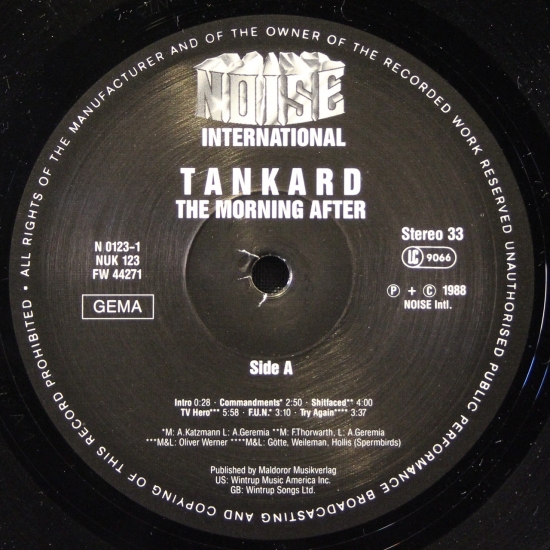 ALL RIGHTS OF THE MANUFACTURER AND OF THE OWNER OF THE RECORDED WORK RESERVED UNAUTHORISED PUBLIC PERFORMANCE BROADCASTING AND COPYING OF THIS RECORD PROHIBITED •
NOISE
INTERNATIONAL
TANKARD
THE MORNING AFTER
N 0123-1
NUK 123
FW 44271
GEMA
Stereo 33
LC 9066
Ⓟ + Ⓒ 1988
NOISE Intl.
Side A
Intro 0:28 · Commandments* 2:50 · Shitfaced** 4:00
TV Hero*** 5:58 · F.U.N.* 3:10 · Try Again**** 3:37
*M: A.Katzmann L: A.Geremia **M: F.Thorwarth, L: A.Geremia
***M&L: Oliver Werner ****M&L: Götte, Weileman, Hollis (Spermbirds)
Published by Maldoror Musikverlag
US: Wintrup Music America Inc.
GB: Wintrup Songs Ltd.